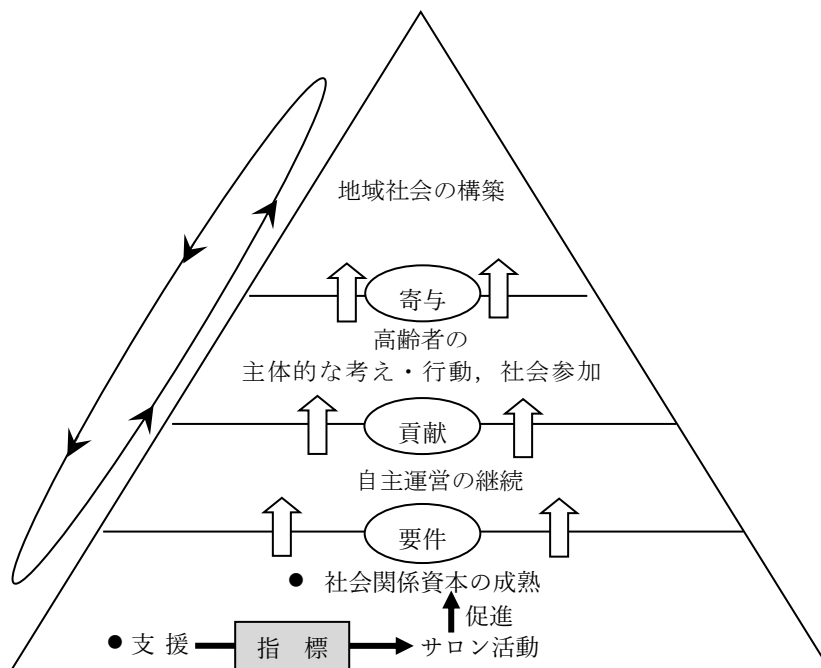 地域社会の構築
寄与
高齢者の
主体的な考え・行動，社会参加
貢献
自主運営の継続
要件
● 社会関係資本の成熟
促進
● 支 援
指 標
サロン活動